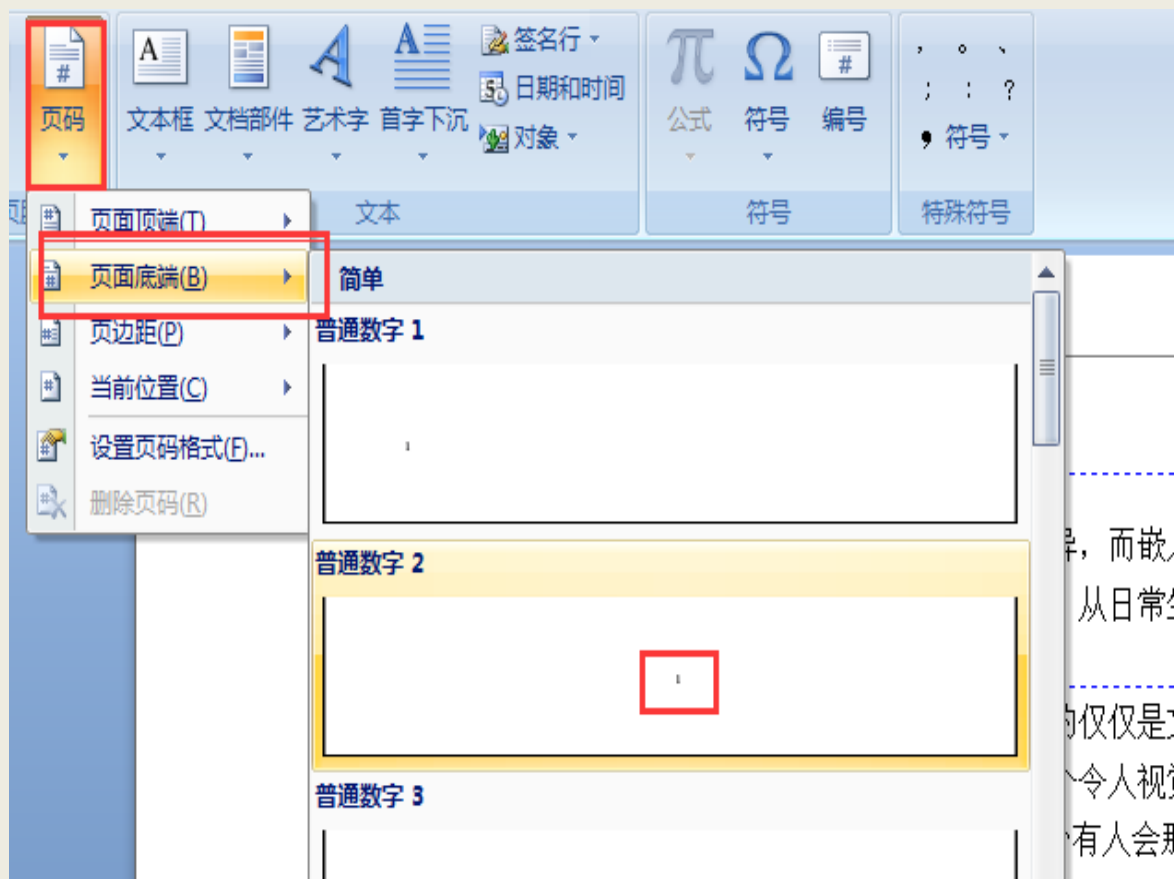 签名行
日期和时间
对象
页码
文本框 文档部件 艺术字 首字下沉
公式 符号 编号
， 。 、
； ： ？
， 符号
文本
符号
特殊符号
页面顶端(T)
页面底端(B)
页边距(P)
当前位置(C)
设置页码格式(F)...
删除页码(R)
简单
普通数字 1
1
普通数字 2
1
普通数字 3
，而嵌
从日常
仅仅是
令人视
有人会